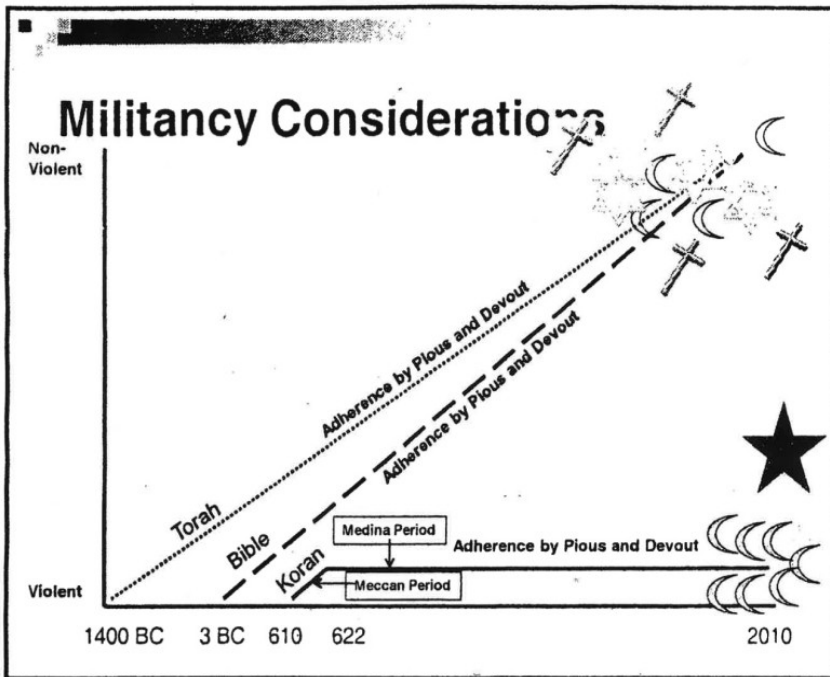 Militancy Considerations
Non-
Violent
Adherence by Pious and Devout
Adherence by Pious and Devout
Torah
Bible
Koran
Medina Period
Adherence by Pious and Devout
Meccan Period
Violent
1400 BC 3 BC 610 622 2010